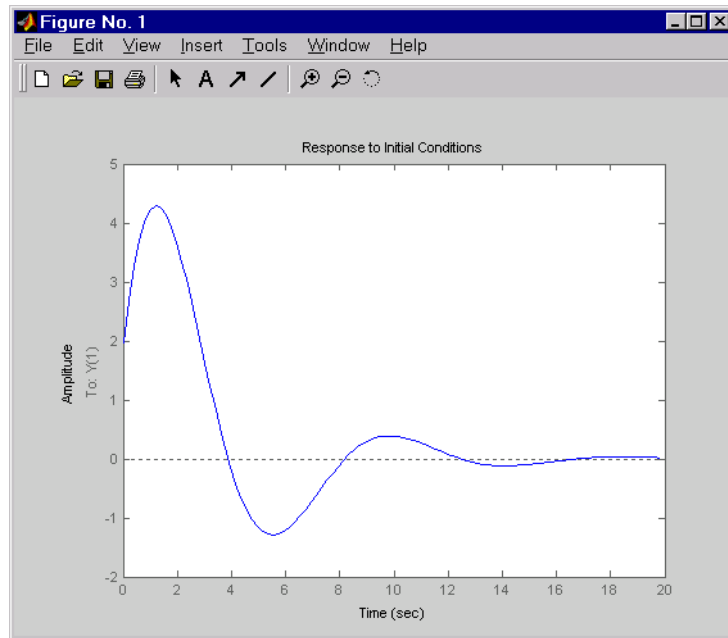 Figure No. 1
File Edit View Insert Tools Window Help
A
Response to Initial Conditions
5
4
3
2
1
0
-1
-2
Amplitude
To: Y(1)
0 2 4 6 8 10 12 14 16 18 20
Time (sec)